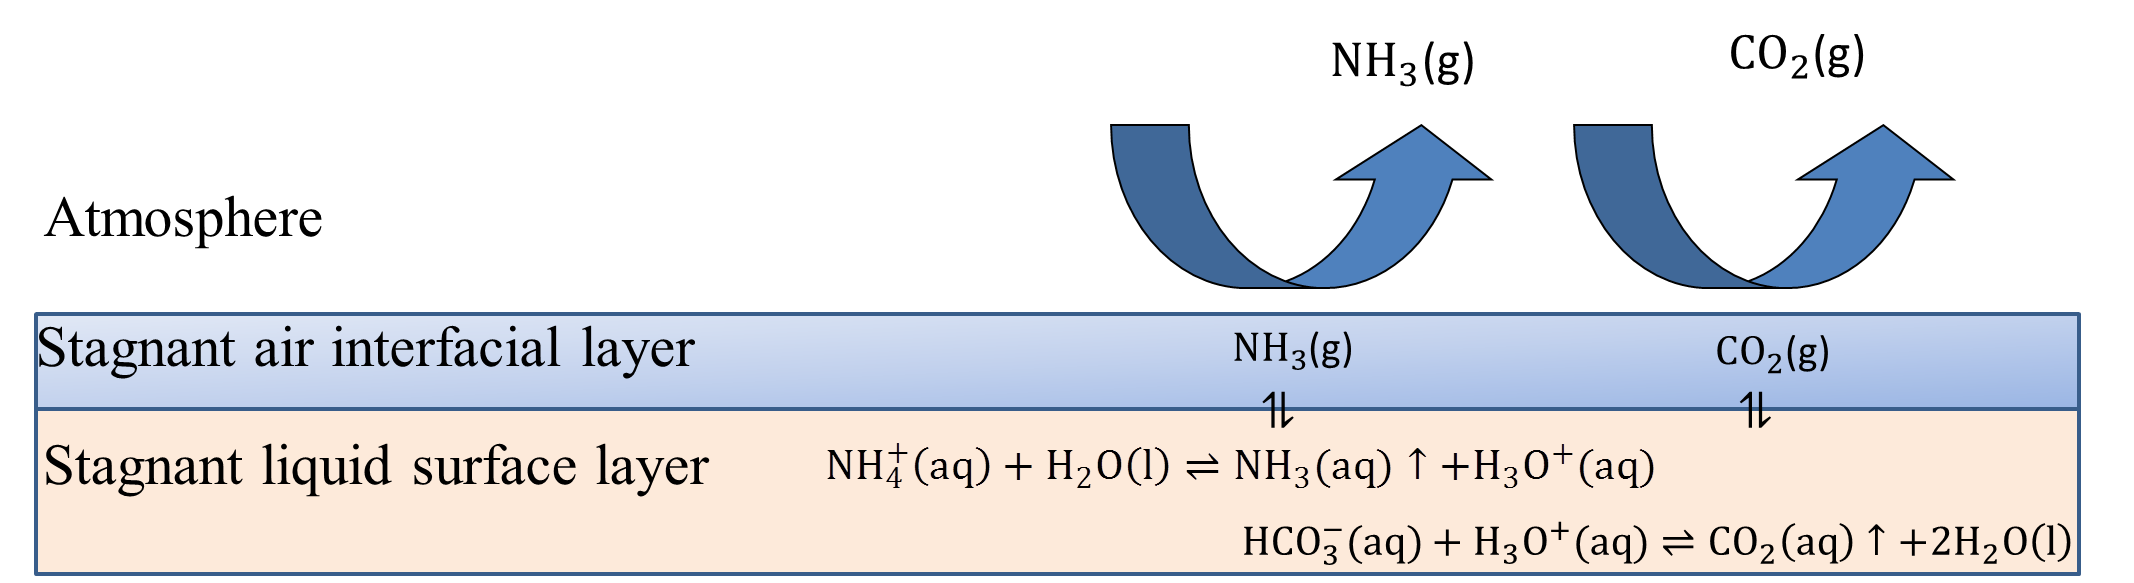 NH₃(g) CO₂(g)
Atmosphere
Stagnant air interfacial layer NH₃(g) CO₂(g)
⥮ ⥮
Stagnant liquid surface layer NH₄⁺(aq) + H₂O(l) ⇌ NH₃(aq) ↑ +H₃O⁺(aq)
HCO₃⁻(aq) + H₃O⁺(aq) ⇌ CO₂(aq) ↑ +2H₂O(l)